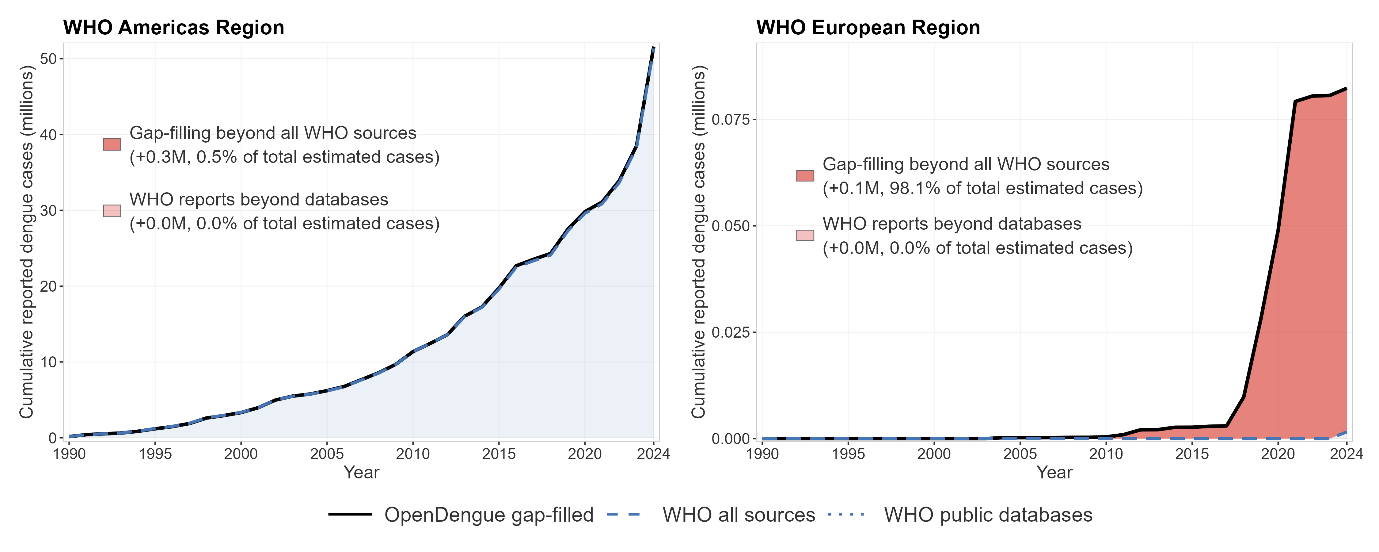 WHO Americas Region
Cumulative reported dengue cases (millions)
50
40
30
20
10
0
Gap-filling beyond all WHO sources
(+0.3M, 0.5% of total estimated cases)
WHO reports beyond databases
(+0.0M, 0.0% of total estimated cases)
1990 1995 2000 2005 2010 2015 2020 2024
Year
WHO European Region
Cumulative reported dengue cases (millions)
0.075
0.050
0.025
0.000
Gap-filling beyond all WHO sources
(+0.1M, 98.1% of total estimated cases)
WHO reports beyond databases
(+0.0M, 0.0% of total estimated cases)
1990 1995 2000 2005 2010 2015 2020 2024
Year
OpenDengue gap-filled WHO all sources WHO public databases